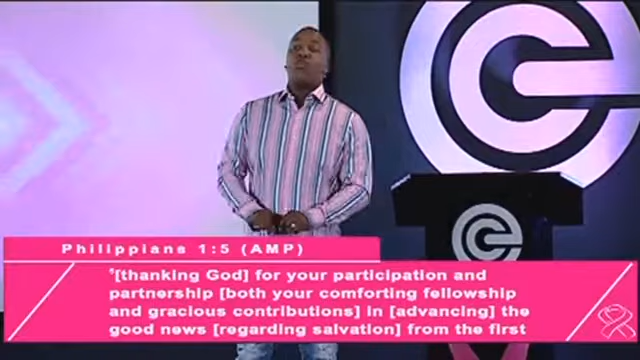 Philippians 1:5 (AMP)
⁵[thanking God] for your participation and
partnership [both your comforting fellowship
and gracious contributions] in [advancing] the
good news [regarding salvation] from the first